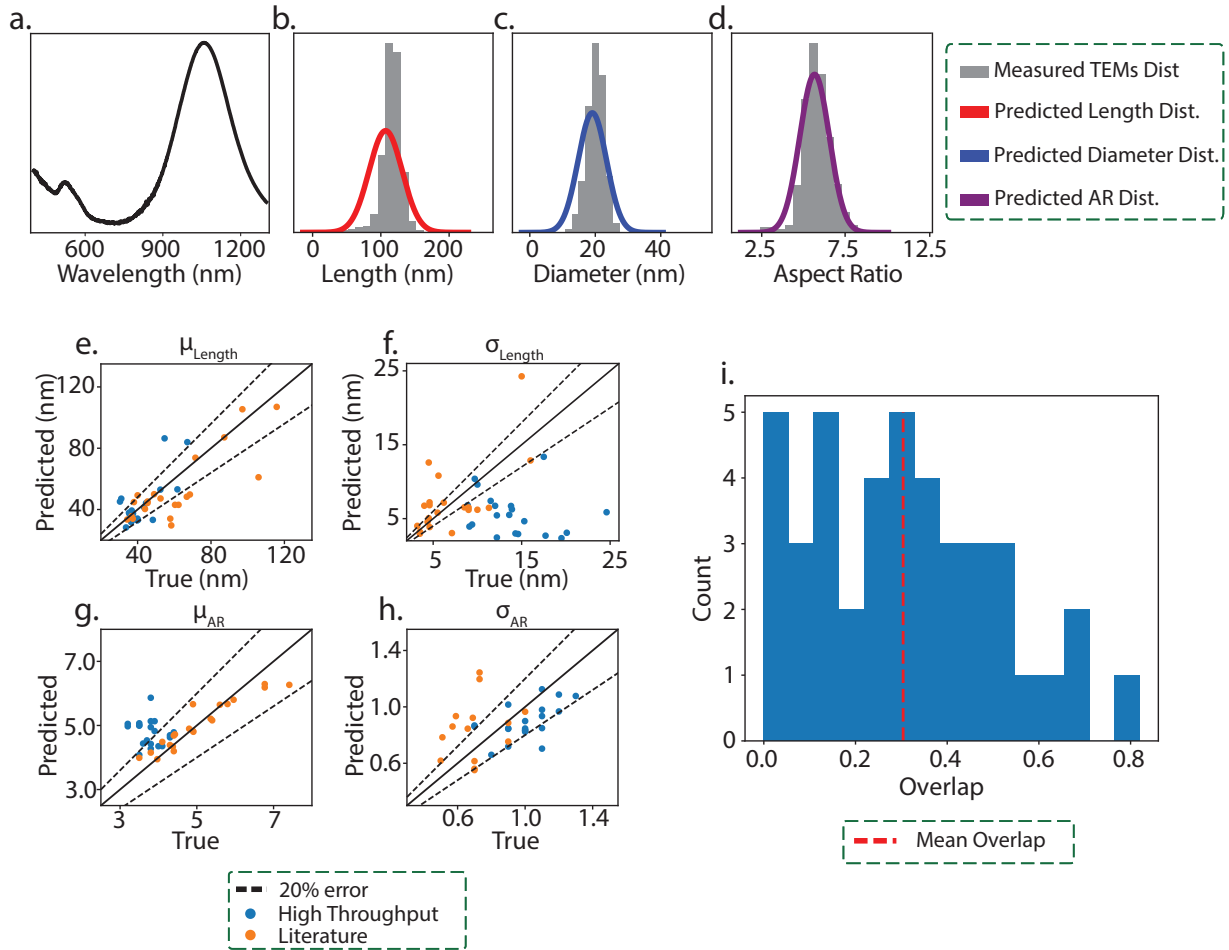 a.
b.
c.
d.
600 900 1200
Wavelength (nm)
0 100 200
Length (nm)
0 20 40
Diameter (nm)
2.5 7.5 12.5
Aspect Ratio
Measured TEMs Dist
Predicted Length Dist.
Predicted Diameter Dist.
Predicted AR Dist.
e.
μLength
120
80
40
Predicted (nm)
40 80 120
True (nm)
f.
σLength
25
15
5
Predicted (nm)
5 15 25
True (nm)
g.
μAR
7.0
5.0
3.0
Predicted
3 5 7
True
h.
σAR
1.4
1.0
0.6
Predicted
0.6 1.0 1.4
True
20% error
High Throughput
Literature
i.
5
4
3
2
1
0
Count
0.0 0.2 0.4 0.6 0.8
Overlap
Mean Overlap